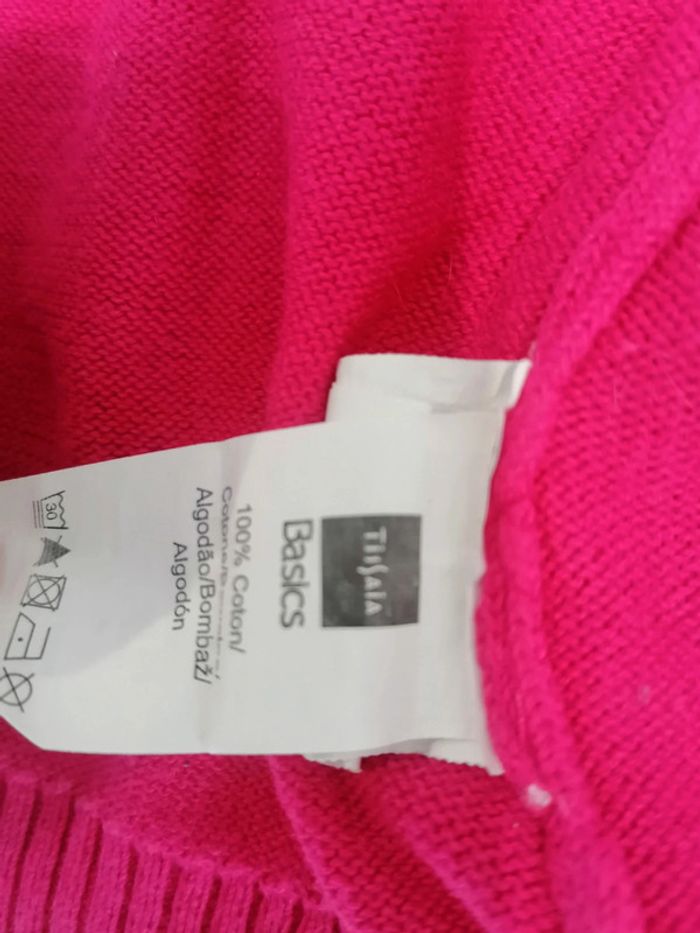 TISSAIA
Basics
100% Coton/
Algodão/Bombaž/
Algodón
30